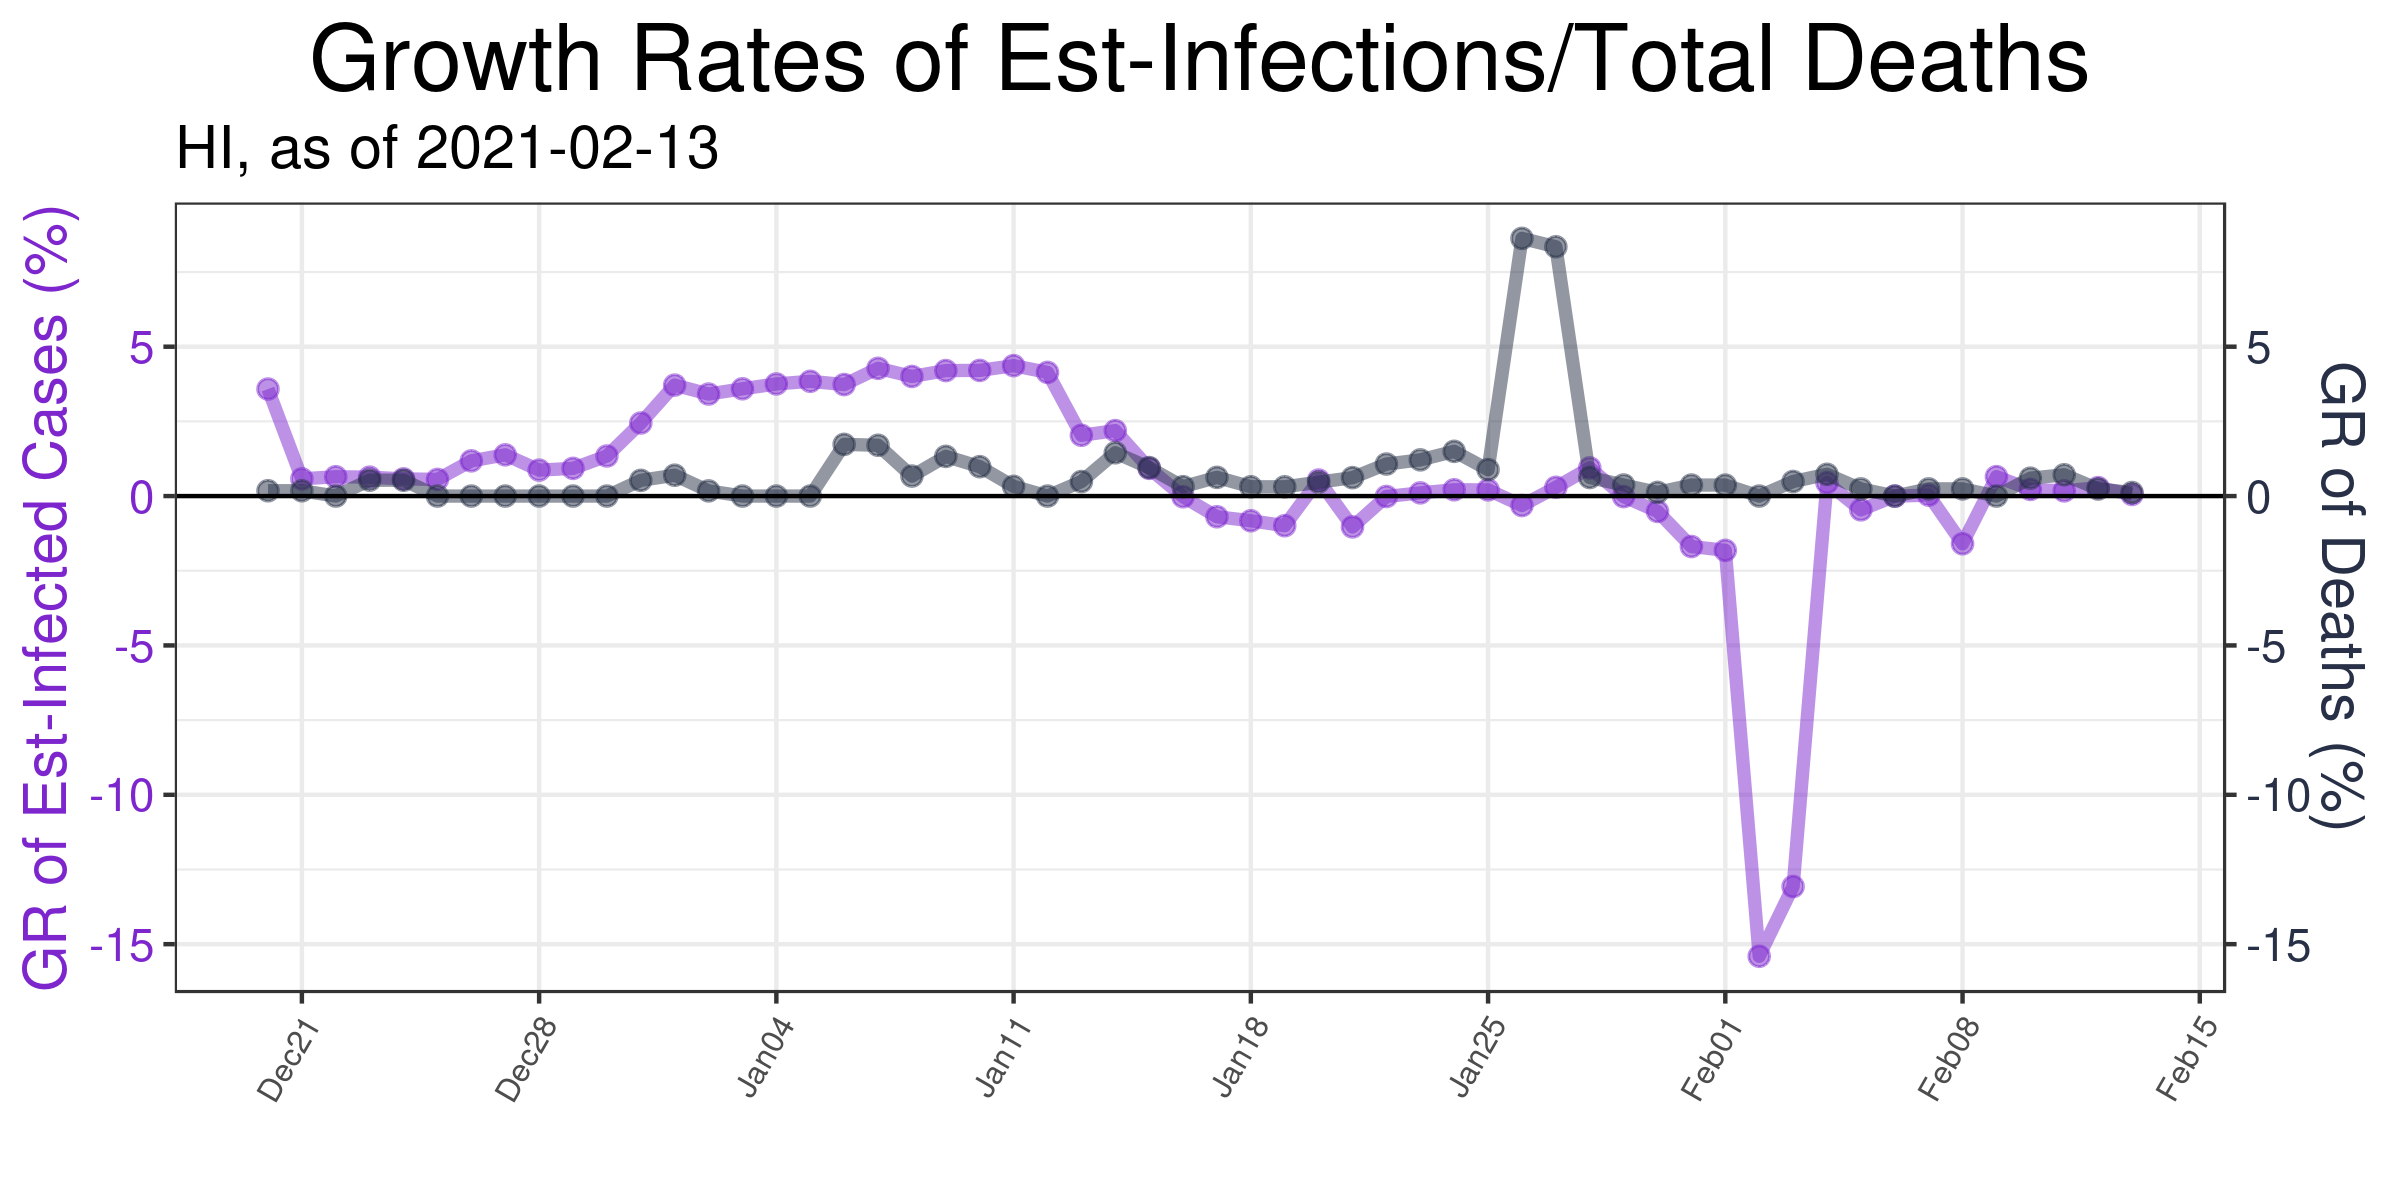 Growth Rates of Est-Infections/Total Deaths
HI, as of 2021-02-13
GR of Est-Infected Cases (%)
5
0
-5
-10
-15
5
0
-5
-10
-15
GR of Deaths (%)
Dec21
Dec28
Jan04
Jan11
Jan18
Jan25
Feb01
Feb08
Feb15